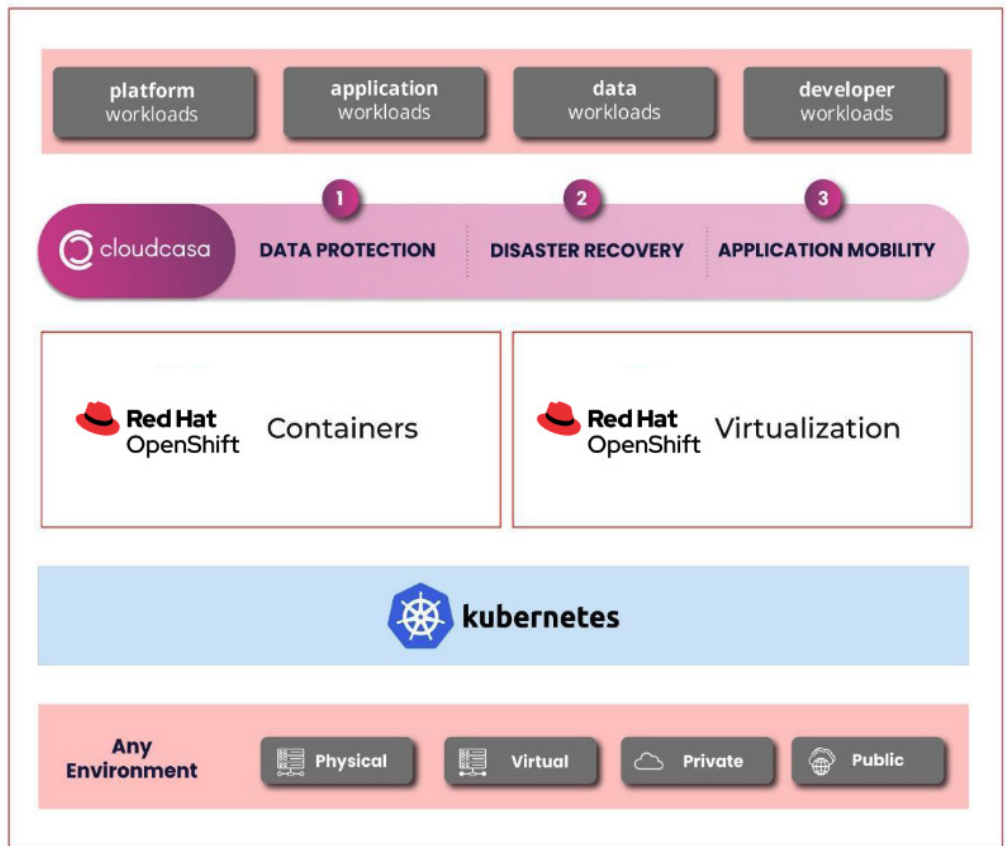 platform
workloads
application
workloads
data
workloads
developer
workloads
1
2
3
cloudcasa
DATA PROTECTION
DISASTER RECOVERY
APPLICATION MOBILITY
Red Hat
OpenShift
Containers
Red Hat
OpenShift
Virtualization
kubernetes
Any
Environment
Physical
Virtual
Private
Public